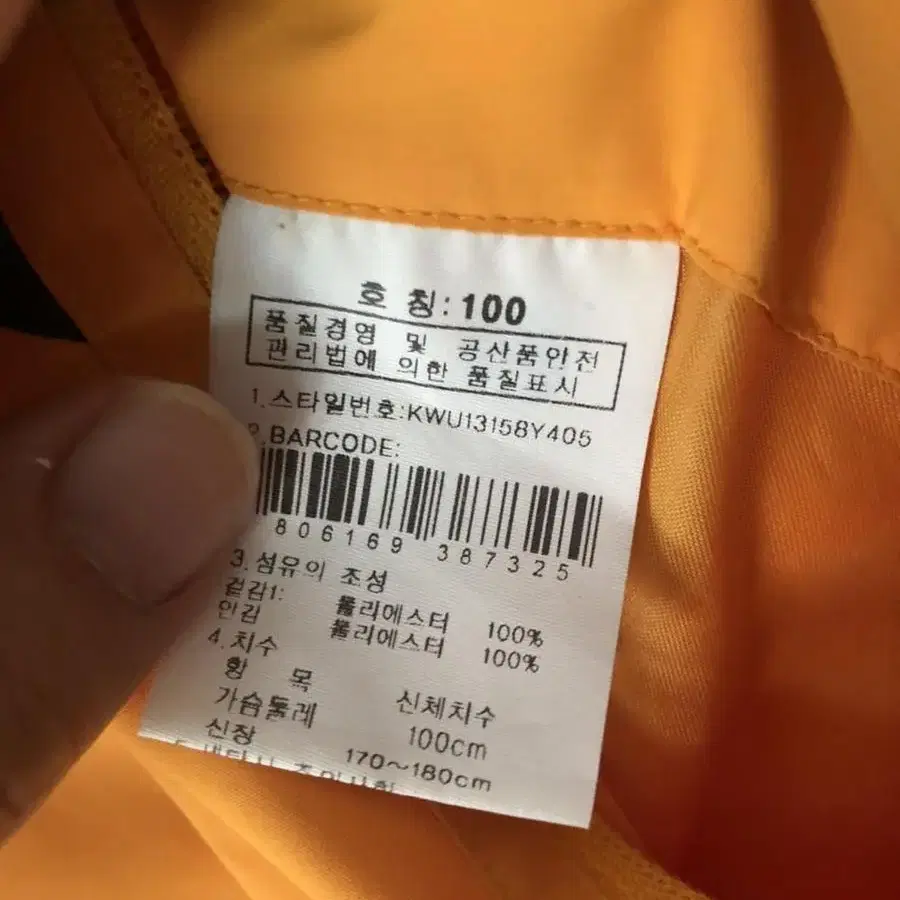 호 칭:100
품질경영 및 공산품안전
관리법에 의한 품질표시
1.스타일번호:KWU13158Y405
2.BARCODE:
806169 387325
3.섬유의 조성
겉감1: 폴리에스터 100%
안감 폴리에스터 100%
4.치수
항 목 신체치수
가슴둘레 100cm
신장 170~180cm